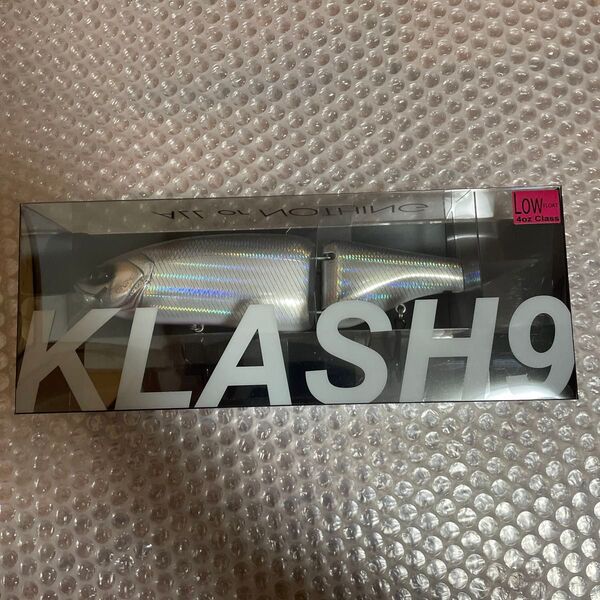 ALL or NOTHING
LOW FLOAT
4oz Class
KLASH9